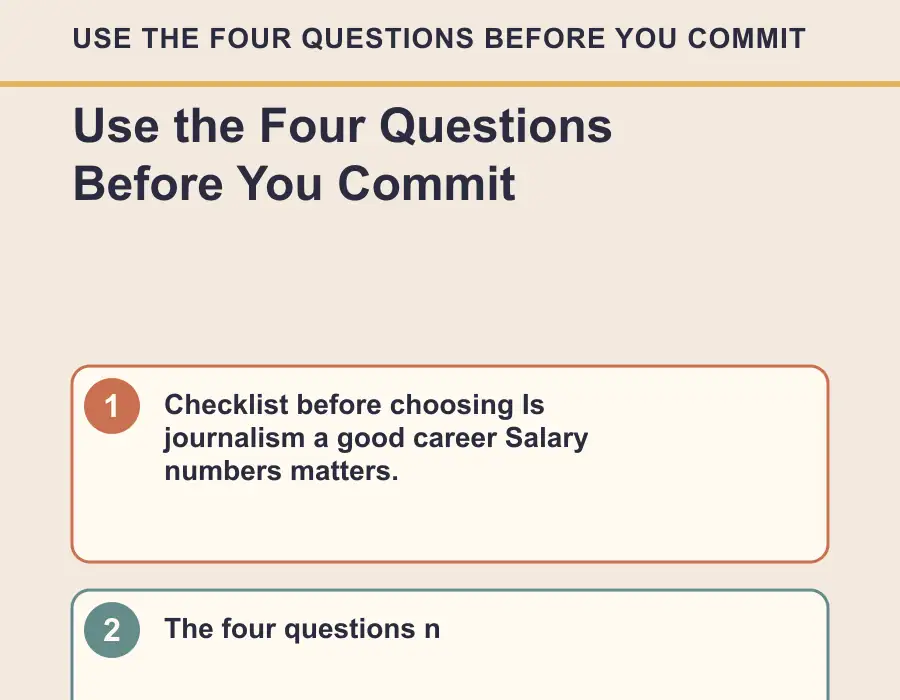 USE THE FOUR QUESTIONS BEFORE YOU COMMIT
Use the Four Questions
Before You Commit
1
Checklist before choosing Is
journalism a good career Salary
numbers matters.
2
The four questions n